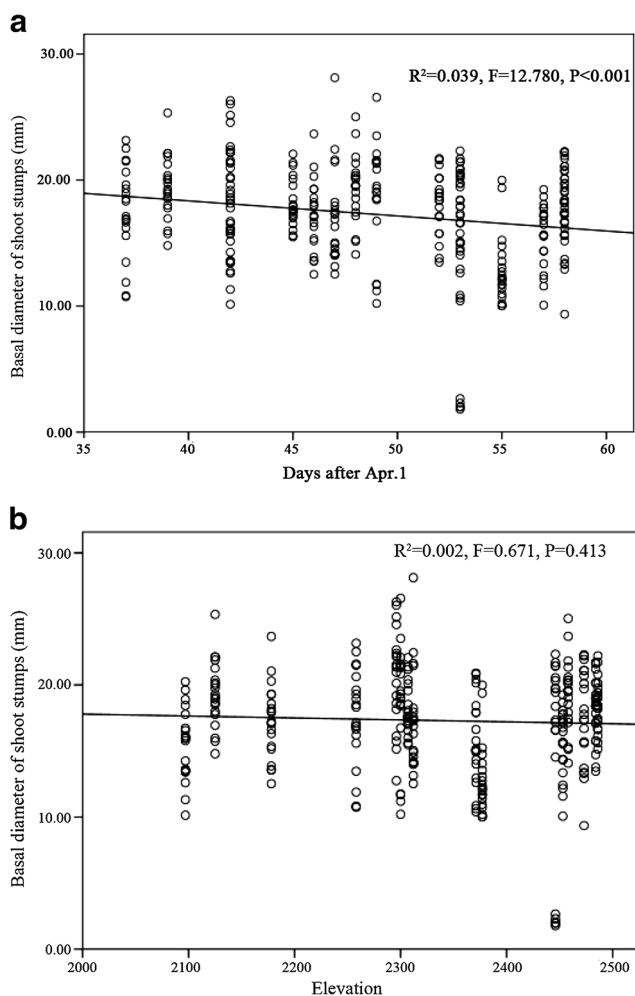 a
30.00
R²=0.039, F=12.780, P<0.001
20.00
10.00
0.00
Basal diameter of shoot stumps (mm)
35 40 45 50 55 60
Days after Apr.1
b
30.00
R²=0.002, F=0.671, P=0.413
20.00
10.00
0.00
Basal diameter of shoot stumps (mm)
2000 2100 2200 2300 2400 2500
Elevation